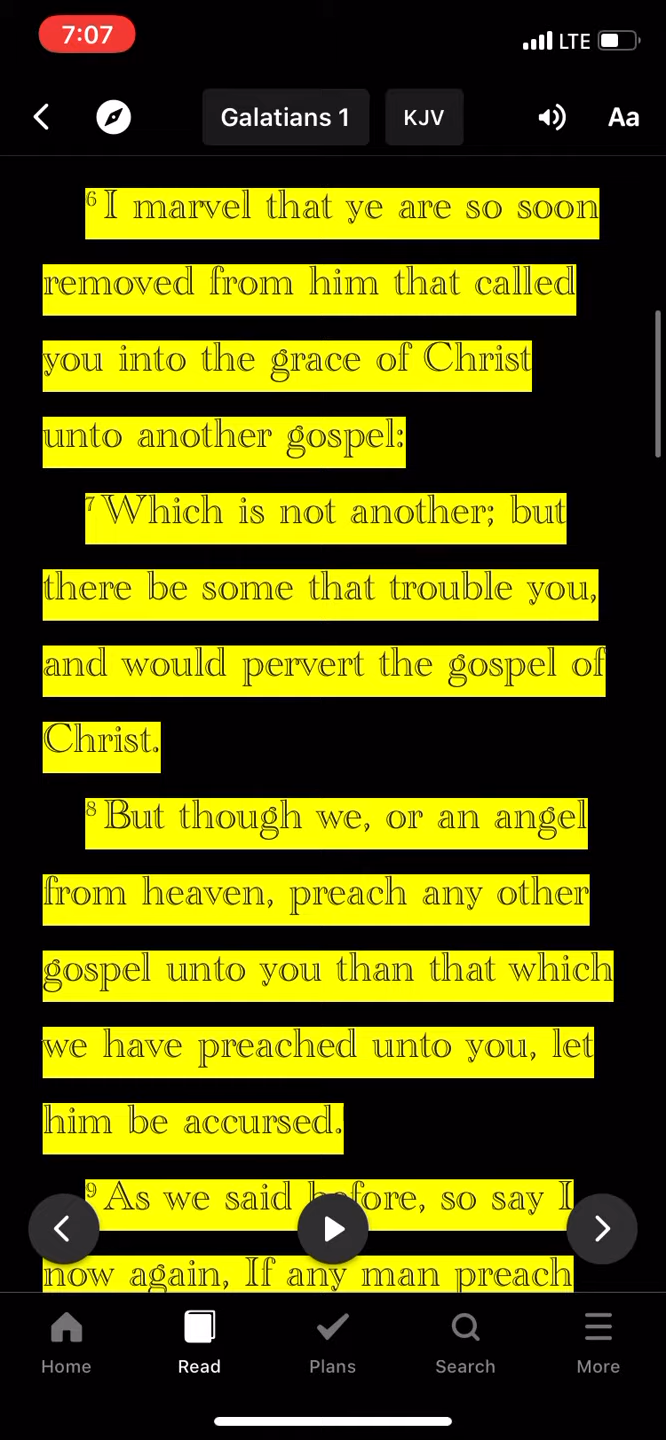 7:07 LTE
Galatians 1 KJV Aa
6 I marvel that ye are so soon
removed from him that called
you into the grace of Christ
unto another gospel:
7 Which is not another; but
there be some that trouble you,
and would pervert the gospel of
Christ.
8 But though we, or an angel
from heaven, preach any other
gospel unto you than that which
we have preached unto you, let
him be accursed.
9 As we said before, so say I
now again, If any man preach
Home Read Plans Search More